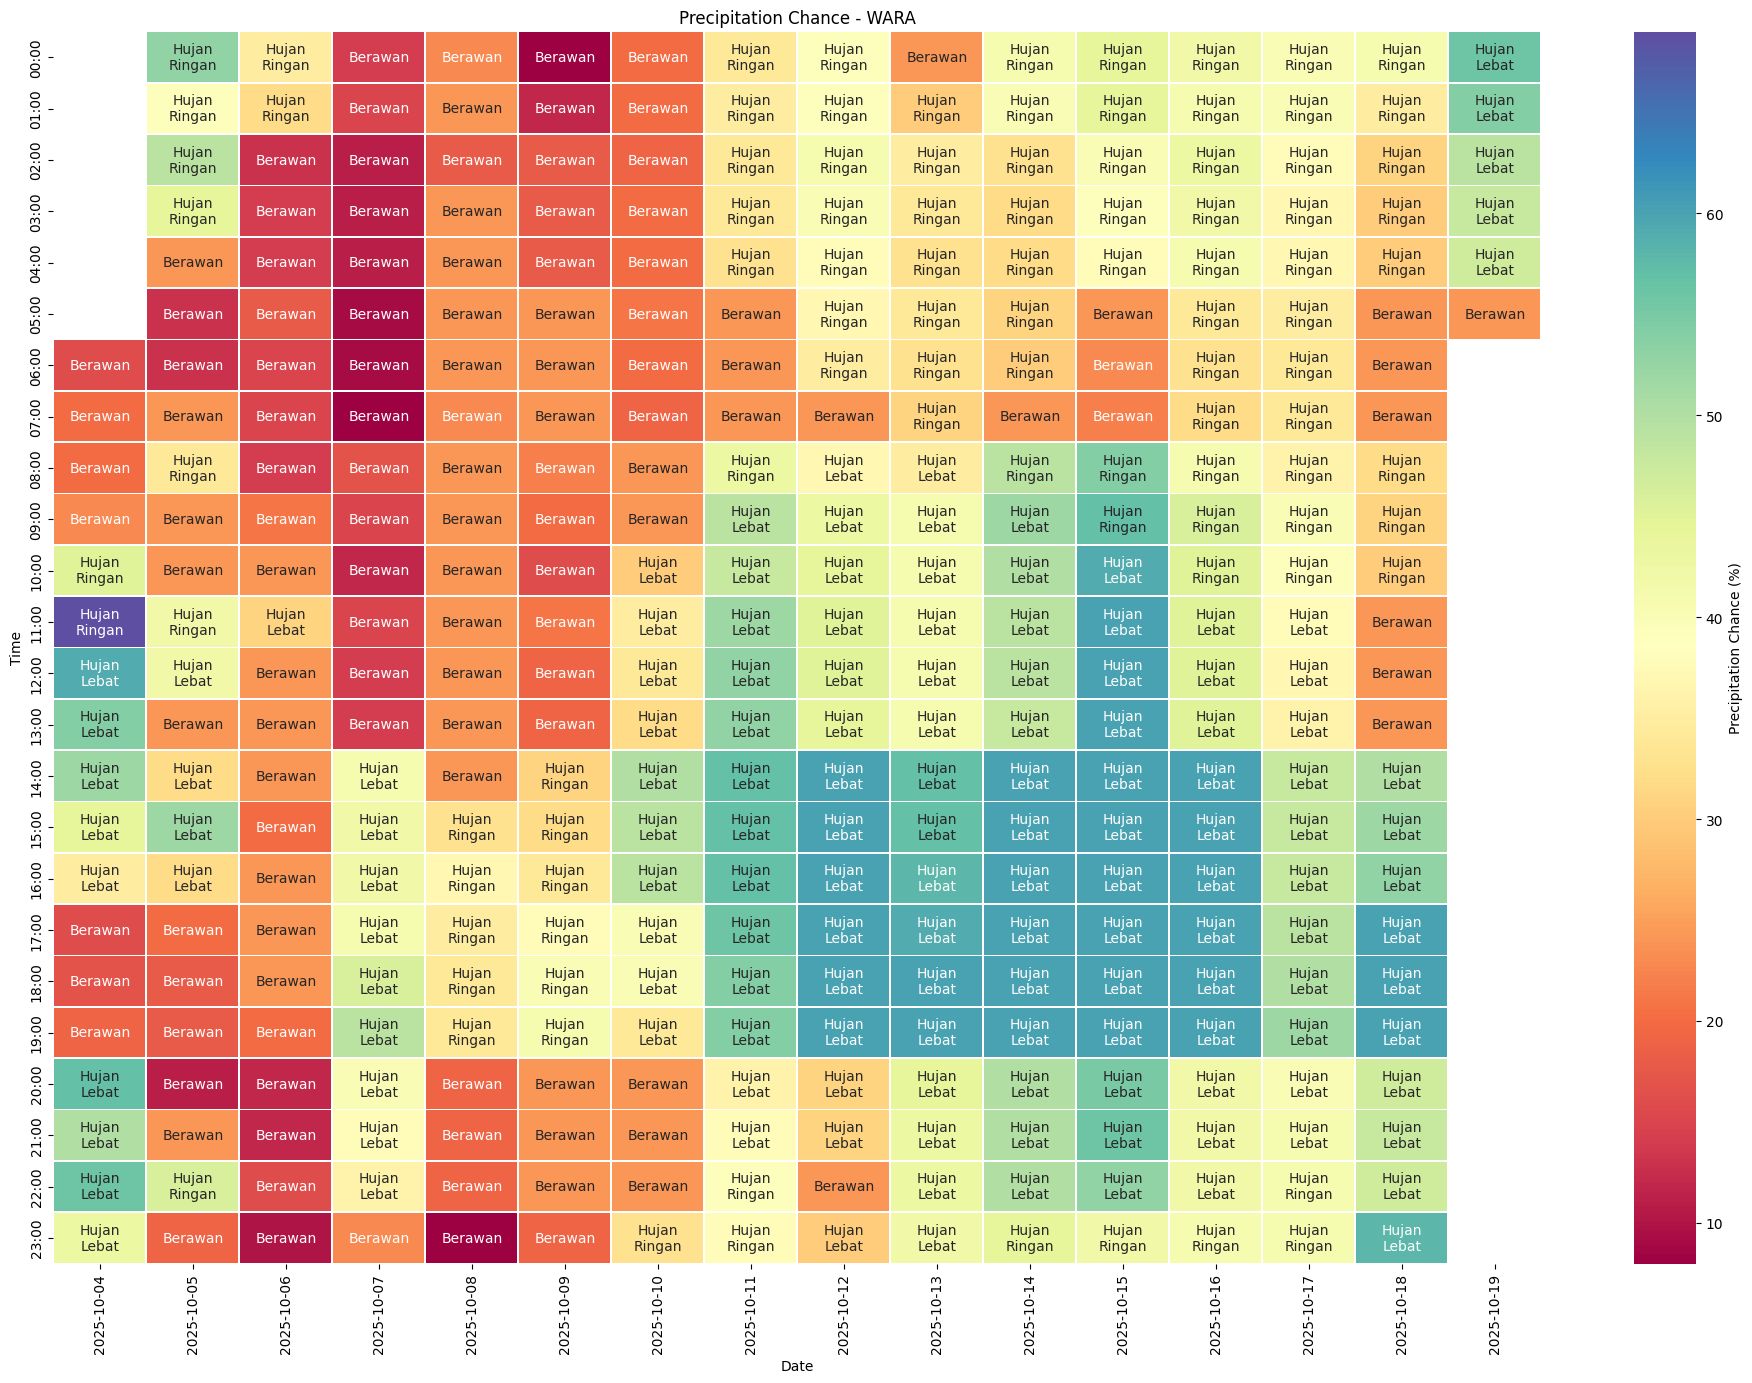 Precipitation Chance - WARA
00:00 Hujan Ringan Hujan Ringan Berawan Berawan Berawan Berawan Hujan Ringan Hujan Ringan Berawan Hujan Ringan Hujan Ringan Hujan Ringan Hujan Ringan Hujan Ringan Hujan Lebat
01:00 Hujan Ringan Hujan Ringan Berawan Berawan Berawan Berawan Hujan Ringan Hujan Ringan Hujan Ringan Hujan Ringan Hujan Ringan Hujan Ringan Hujan Ringan Hujan Ringan Hujan Lebat
02:00 Hujan Ringan Berawan Berawan Berawan Berawan Berawan Hujan Ringan Hujan Ringan Hujan Ringan Hujan Ringan Hujan Ringan Hujan Ringan Hujan Ringan Hujan Ringan Hujan Lebat
03:00 Hujan Ringan Berawan Berawan Berawan Berawan Berawan Hujan Ringan Hujan Ringan Hujan Ringan Hujan Ringan Hujan Ringan Hujan Ringan Hujan Ringan Hujan Ringan Hujan Lebat
04:00 Berawan Berawan Berawan Berawan Berawan Berawan Hujan Ringan Hujan Ringan Hujan Ringan Hujan Ringan Hujan Ringan Hujan Ringan Hujan Ringan Hujan Ringan Hujan Lebat
05:00 Berawan Berawan Berawan Berawan Berawan Berawan Berawan Hujan Ringan Hujan Ringan Hujan Ringan Berawan Hujan Ringan Hujan Ringan Berawan Berawan
06:00 Berawan Berawan Berawan Berawan Berawan Berawan Berawan Berawan Hujan Ringan Hujan Ringan Hujan Ringan Berawan Hujan Ringan Hujan Ringan Berawan
07:00 Berawan Berawan Berawan Berawan Berawan Berawan Berawan Berawan Berawan Hujan Ringan Berawan Berawan Hujan Ringan Hujan Ringan Berawan
08:00 Berawan Hujan Ringan Berawan Berawan Berawan Berawan Berawan Hujan Ringan Hujan Lebat Hujan Lebat Hujan Ringan Hujan Ringan Hujan Ringan Hujan Ringan Hujan Ringan
09:00 Berawan Berawan Berawan Berawan Berawan Berawan Berawan Hujan Lebat Hujan Lebat Hujan Lebat Hujan Lebat Hujan Ringan Hujan Ringan Hujan Ringan Hujan Ringan
10:00 Hujan Ringan Berawan Berawan Berawan Berawan Berawan Hujan Lebat Hujan Lebat Hujan Lebat Hujan Lebat Hujan Lebat Hujan Lebat Hujan Ringan Hujan Ringan Hujan Ringan
11:00 Hujan Ringan Hujan Ringan Hujan Lebat Berawan Berawan Berawan Hujan Lebat Hujan Lebat Hujan Lebat Hujan Lebat Hujan Lebat Hujan Lebat Hujan Lebat Hujan Lebat Berawan
12:00 Hujan Lebat Hujan Lebat Berawan Berawan Berawan Berawan Hujan Lebat Hujan Lebat Hujan Lebat Hujan Lebat Hujan Lebat Hujan Lebat Hujan Lebat Hujan Lebat Berawan
13:00 Hujan Lebat Berawan Berawan Berawan Berawan Berawan Hujan Lebat Hujan Lebat Hujan Lebat Hujan Lebat Hujan Lebat Hujan Lebat Hujan Lebat Hujan Lebat Berawan
14:00 Hujan Lebat Hujan Lebat Berawan Hujan Lebat Berawan Hujan Ringan Hujan Lebat Hujan Lebat Hujan Lebat Hujan Lebat Hujan Lebat Hujan Lebat Hujan Lebat Hujan Lebat Hujan Lebat
15:00 Hujan Lebat Hujan Lebat Berawan Hujan Lebat Hujan Ringan Hujan Ringan Hujan Lebat Hujan Lebat Hujan Lebat Hujan Lebat Hujan Lebat Hujan Lebat Hujan Lebat Hujan Lebat Hujan Lebat
16:00 Hujan Lebat Hujan Lebat Berawan Hujan Lebat Hujan Ringan Hujan Ringan Hujan Lebat Hujan Lebat Hujan Lebat Hujan Lebat Hujan Lebat Hujan Lebat Hujan Lebat Hujan Lebat Hujan Lebat
17:00 Berawan Berawan Berawan Hujan Lebat Hujan Ringan Hujan Ringan Hujan Lebat Hujan Lebat Hujan Lebat Hujan Lebat Hujan Lebat Hujan Lebat Hujan Lebat Hujan Lebat Hujan Lebat
18:00 Berawan Berawan Berawan Hujan Lebat Hujan Ringan Hujan Ringan Hujan Lebat Hujan Lebat Hujan Lebat Hujan Lebat Hujan Lebat Hujan Lebat Hujan Lebat Hujan Lebat Hujan Lebat
19:00 Berawan Berawan Berawan Hujan Lebat Hujan Ringan Hujan Ringan Hujan Lebat Hujan Lebat Hujan Lebat Hujan Lebat Hujan Lebat Hujan Lebat Hujan Lebat Hujan Lebat Hujan Lebat
20:00 Hujan Lebat Berawan Berawan Hujan Lebat Berawan Berawan Berawan Hujan Lebat Hujan Lebat Hujan Lebat Hujan Lebat Hujan Lebat Hujan Lebat Hujan Lebat Hujan Lebat
21:00 Hujan Lebat Berawan Berawan Hujan Lebat Berawan Berawan Berawan Hujan Lebat Hujan Lebat Hujan Lebat Hujan Lebat Hujan Lebat Hujan Lebat Hujan Lebat Hujan Lebat
22:00 Hujan Lebat Hujan Ringan Berawan Hujan Lebat Berawan Berawan Berawan Hujan Ringan Berawan Hujan Lebat Hujan Lebat Hujan Lebat Hujan Lebat Hujan Ringan Hujan Lebat
23:00 Hujan Lebat Berawan Berawan Berawan Berawan Berawan Hujan Ringan Hujan Ringan Hujan Lebat Hujan Lebat Hujan Ringan Hujan Ringan Hujan Ringan Hujan Ringan Hujan Lebat
Time
2025-10-04 2025-10-05 2025-10-06 2025-10-07 2025-10-08 2025-10-09 2025-10-10 2025-10-11 2025-10-12 2025-10-13 2025-10-14 2025-10-15 2025-10-16 2025-10-17 2025-10-18 2025-10-19
Date
60
50
40
30
20
10
Precipitation Chance (%)